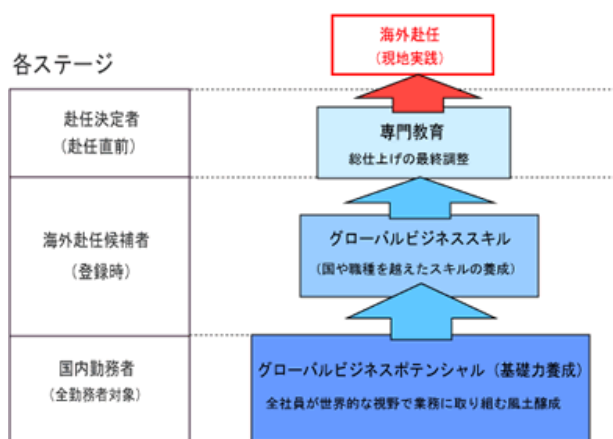 海外赴任
(現地実践)
各ステージ
赴任決定者
(赴任直前)
専門教育
総仕上げの最終調整
海外赴任候補者
(登録時)
グローバルビジネススキル
(国や職種を越えたスキルの養成)
国内勤務者
(全勤務者対象)
グローバルビジネスポテンシャル(基礎力養成)
全社員が世界的な視野で業務に取り組む風土醸成